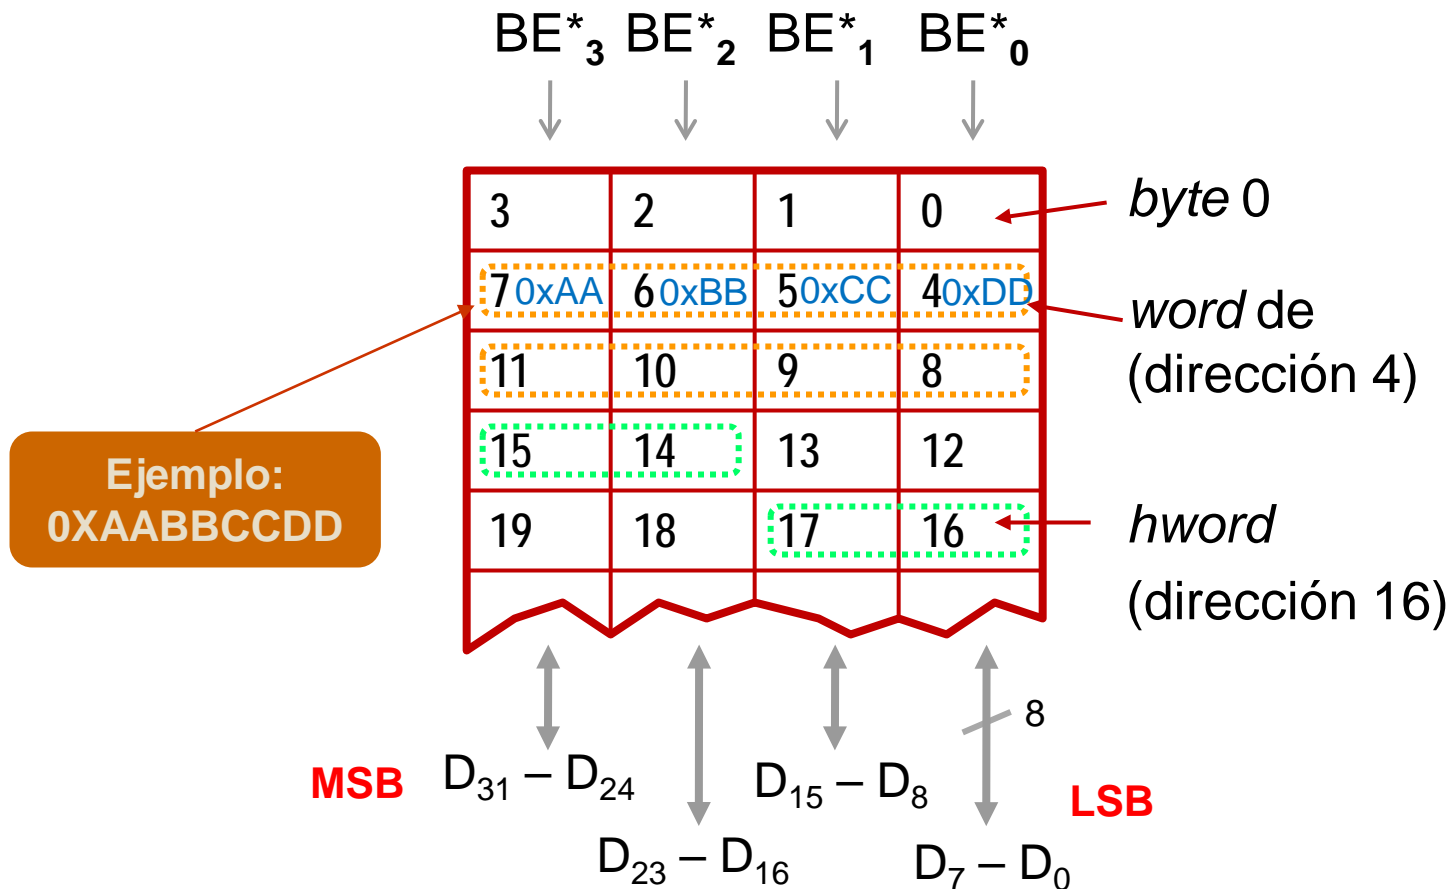 BE*3 BE*2 BE*1 BE*0
3 2 1 0
byte 0
7 0xAA 6 0xBB 5 0xCC 4 0xDD
word de
(dirección 4)
11 10 9 8
15 14 13 12
Ejemplo:
0XAABBCCDD
19 18 17 16
hword
(dirección 16)
8
MSB D31 – D24 D15 – D8 LSB
D23 – D16 D7 – D0